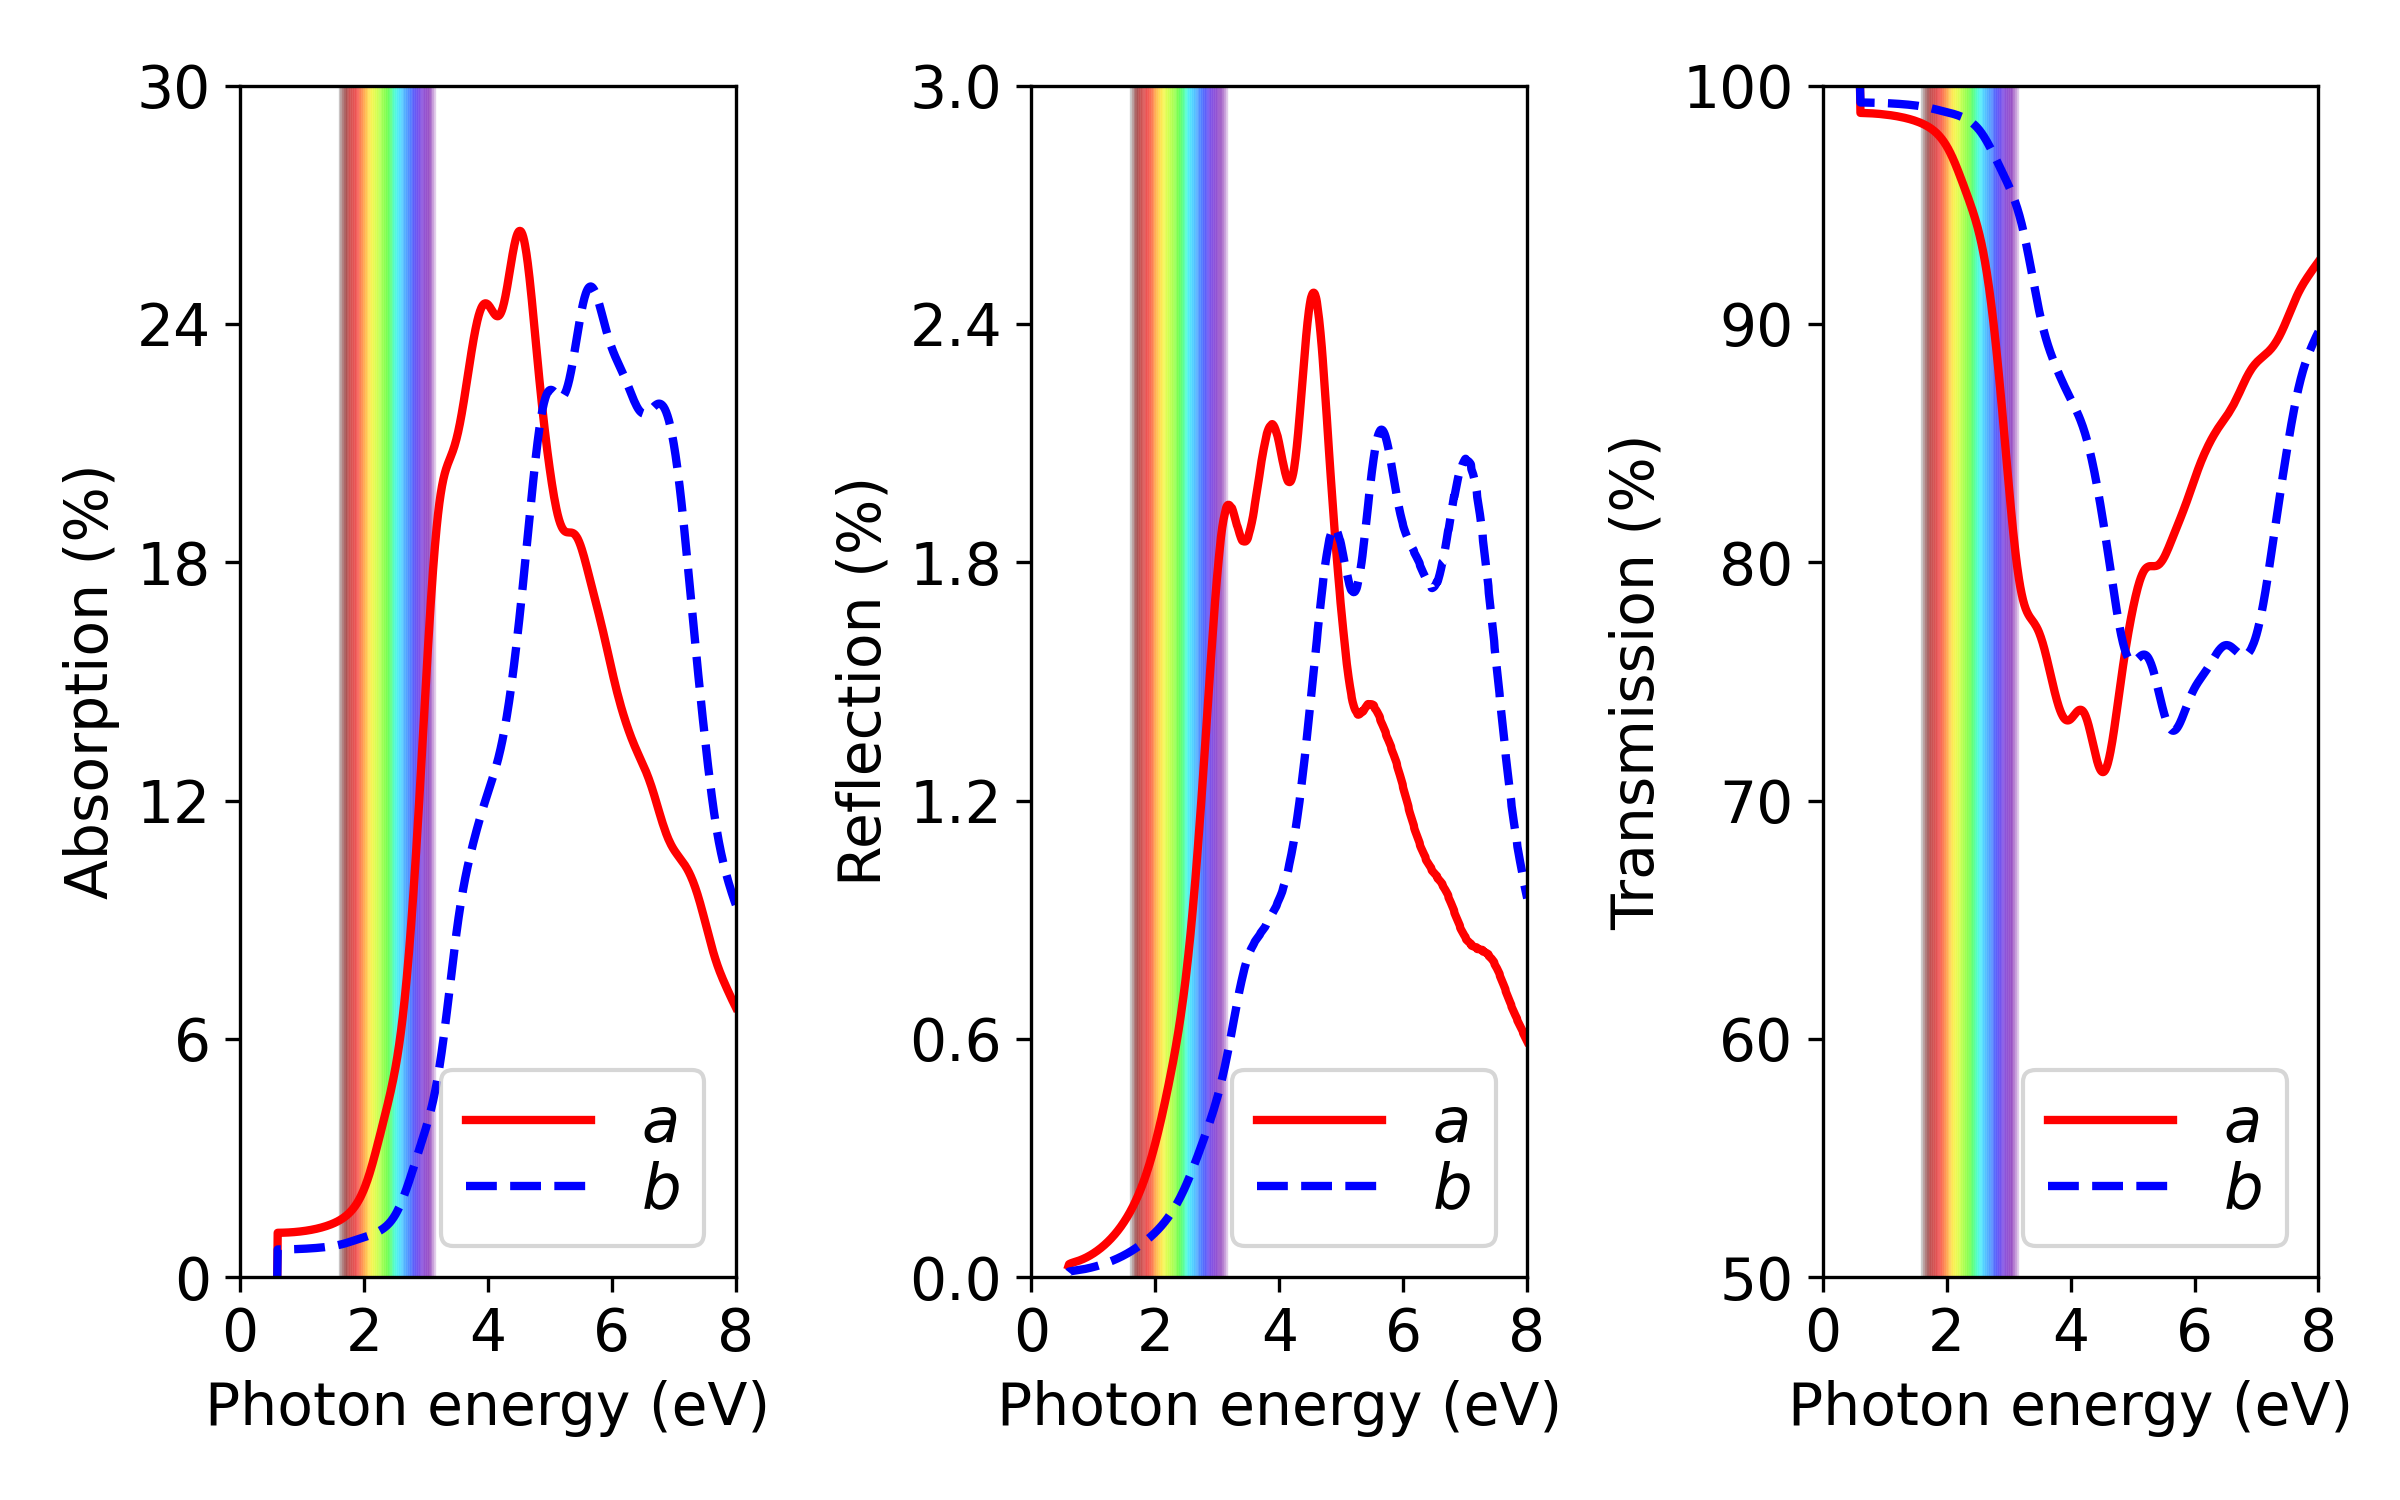 Absorption (%)
30
24
18
12
6
0
0 2 4 6 8
Photon energy (eV)
a
b
Reflection (%)
3.0
2.4
1.8
1.2
0.6
0.0
0 2 4 6 8
Photon energy (eV)
a
b
Transmission (%)
100
90
80
70
60
50
0 2 4 6 8
Photon energy (eV)
a
b